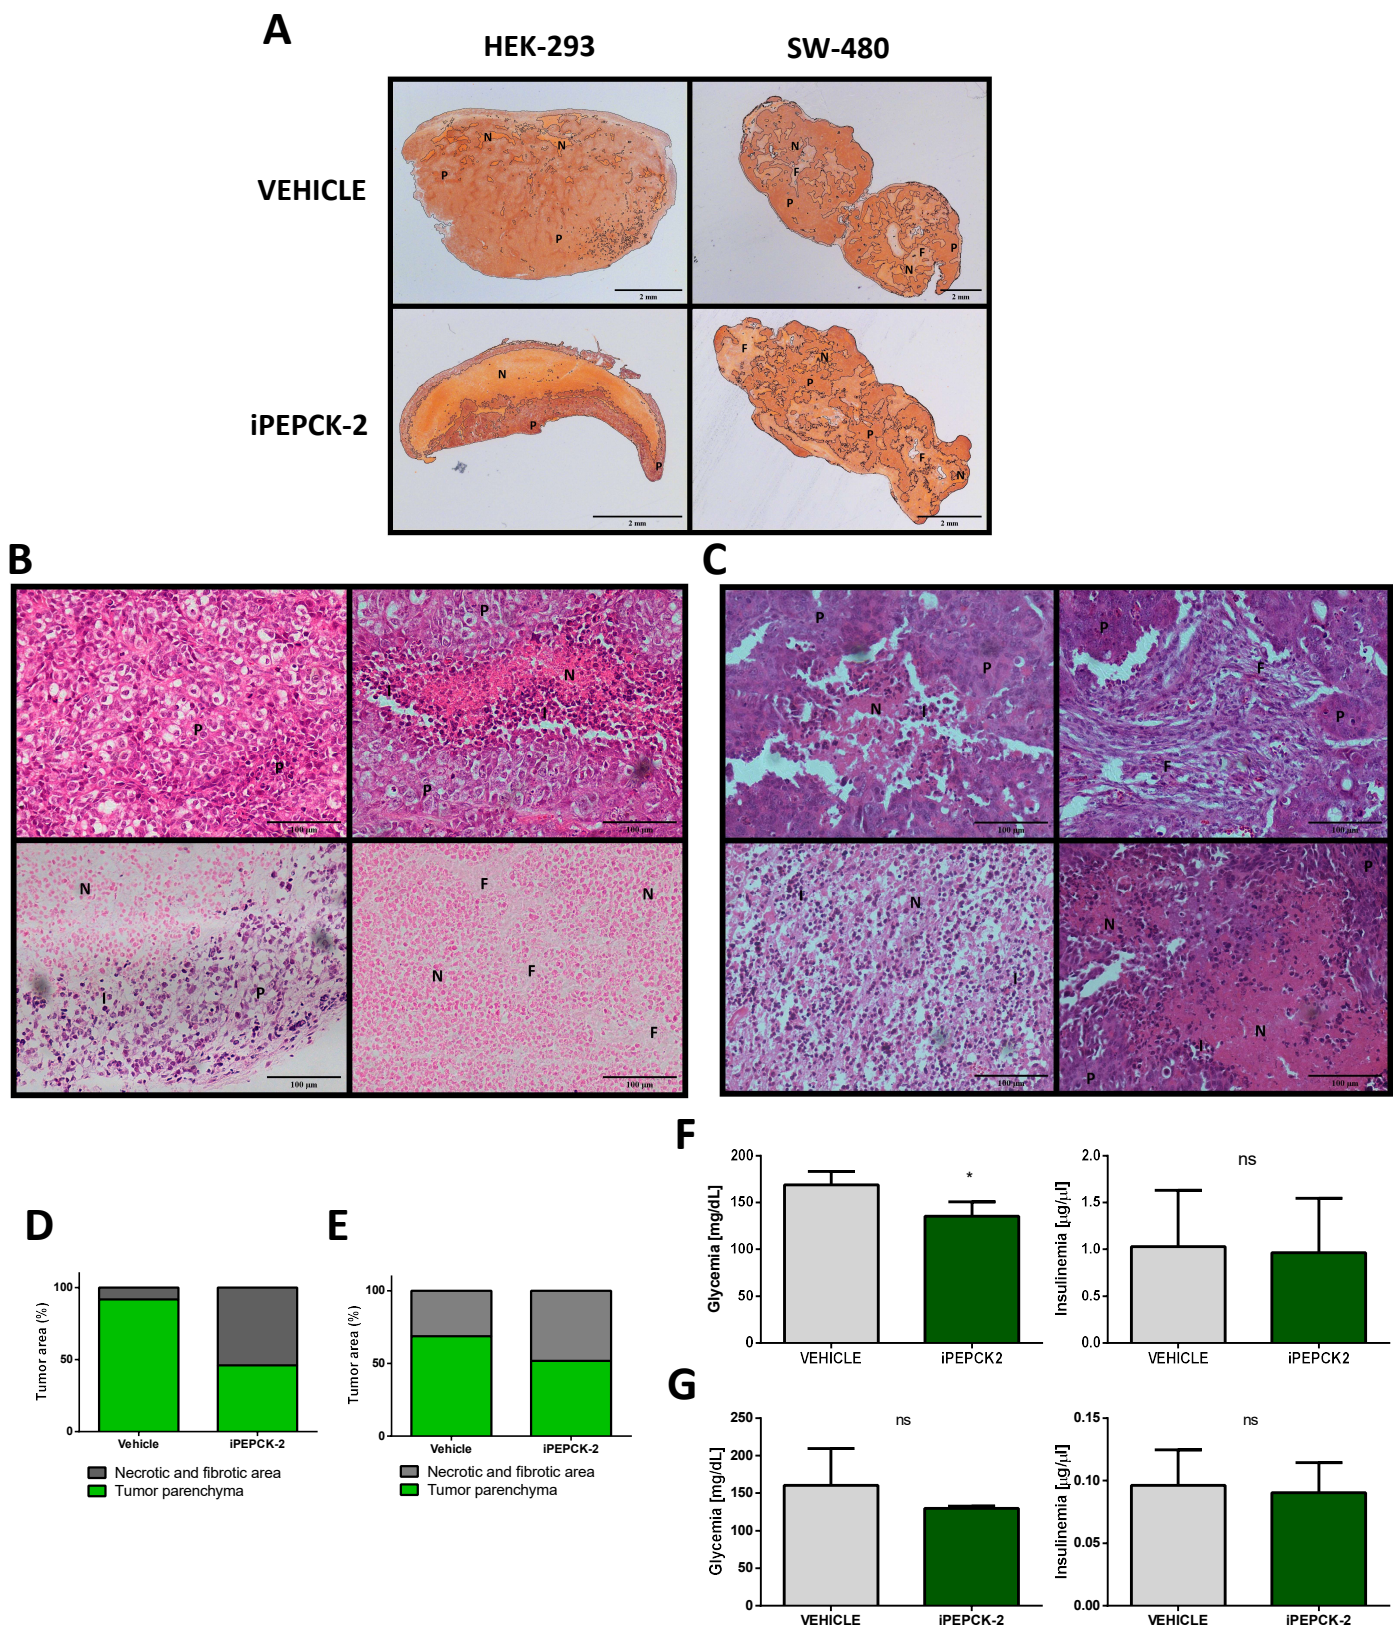 A
HEK-293
SW-480
VEHICLE
N
N
P
P
2 mm
N
F
P
P
F
N
2 mm
iPEPCK-2
N
P
P
2 mm
F
N
P
P
F
N
2 mm
B
P
P
100 µm
P
N
I
I
P
100 µm
N
I
P
100 µm
F
N
N
F
F
100 µm
C
P
P
N
I
100 µm
P
F
P
F
100 µm
I
N
I
100 µm
P
N
N
I
P
100 µm
D
Tumor area (%)
100
50
0
Vehicle
iPEPCK-2
Necrotic and fibrotic area
Tumor parenchyma
E
Tumor area (%)
100
50
0
Vehicle
iPEPCK-2
Necrotic and fibrotic area
Tumor parenchyma
F
Glycemia [mg/dL]
200
150
100
50
0
*
VEHICLE
iPEPCK2
Insulinemia [µg/µl]
2.0
1.5
1.0
0.5
0.0
ns
VEHICLE
iPEPCK2
G
Glycemia [mg/dL]
250
200
150
100
50
0
ns
VEHICLE
iPEPCK-2
Insulinemia [µg/µl]
0.15
0.10
0.05
0.00
ns
VEHICLE
iPEPCK-2